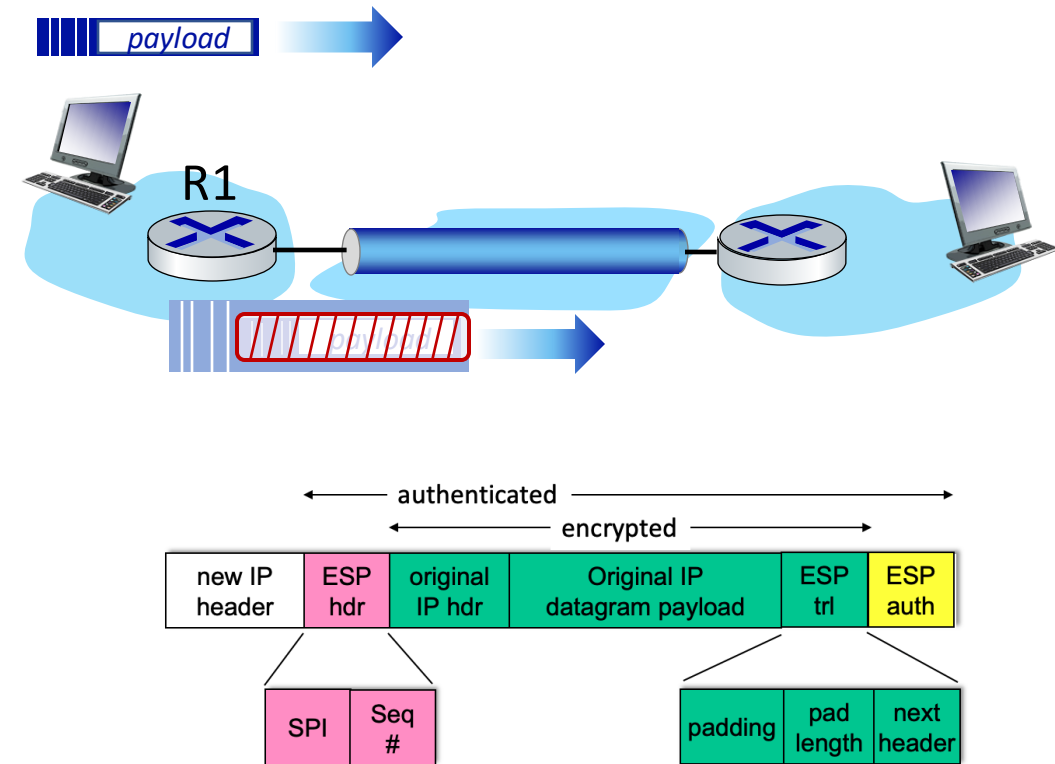 payload
R1
payload
authenticated
encrypted
new IP
header
ESP
hdr
original
IP hdr
Original IP
datagram payload
ESP
trl
ESP
auth
SPI
Seq
#
padding
pad
length
next
header